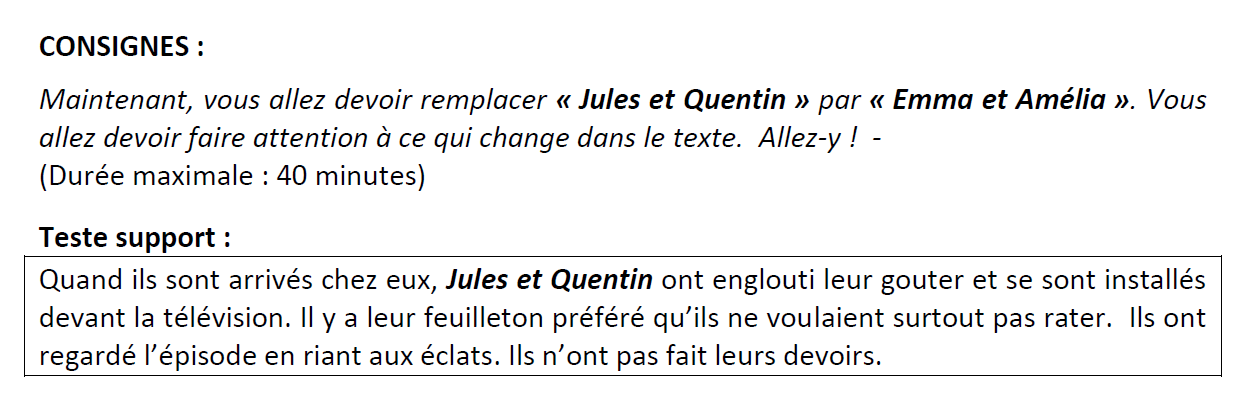 CONSIGNES :
Maintenant, vous allez devoir remplacer « Jules et Quentin » par « Emma et Amélia ». Vous
allez devoir faire attention à ce qui change dans le texte.  Allez-y !  -
(Durée maximale : 40 minutes)
Teste support :
Quand ils sont arrivés chez eux, Jules et Quentin ont englouti leur gouter et se sont installés
devant la télévision. Il y a leur feuilleton préféré qu’ils ne voulaient surtout pas rater.  Ils ont
regardé l’épisode en riant aux éclats. Ils n’ont pas fait leurs devoirs.